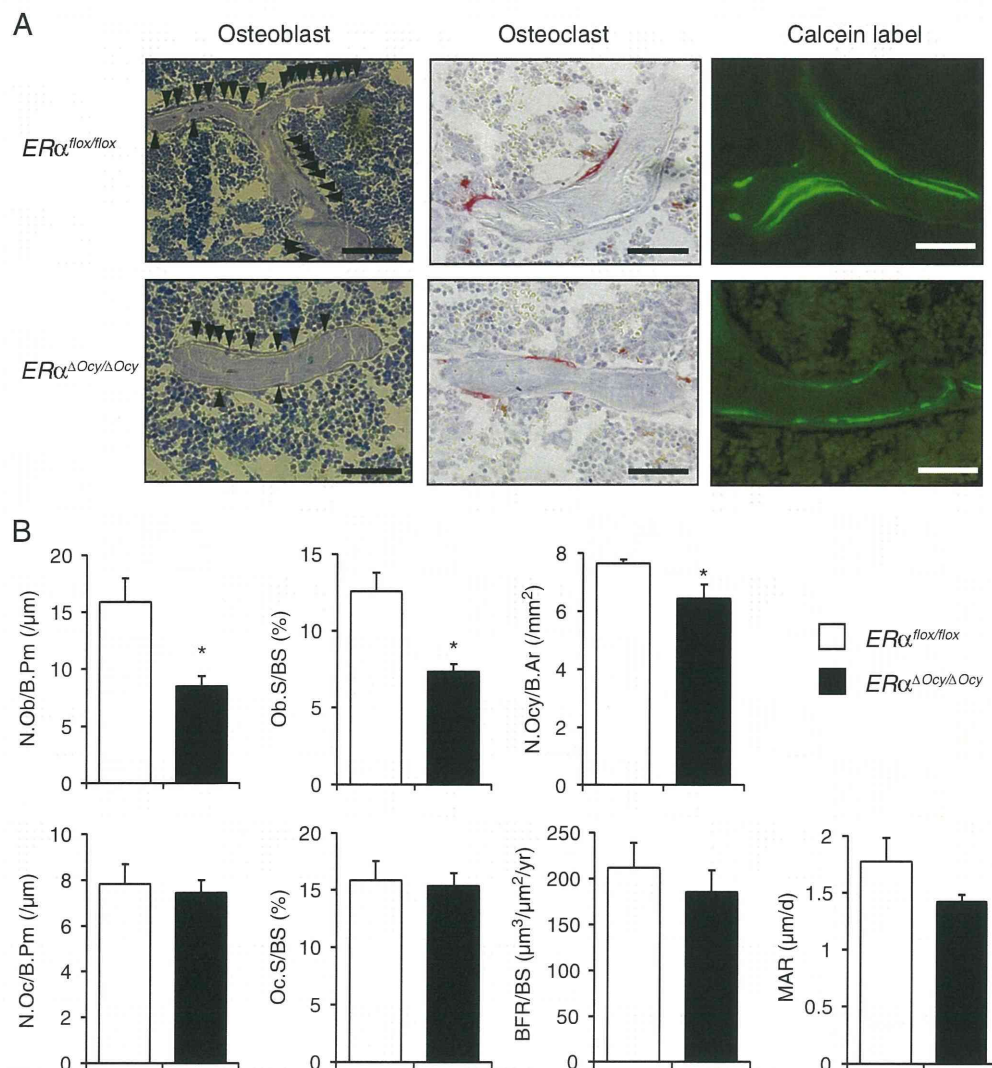 A
Osteoblast
Osteoclast
Calcein label
ERα^flox/flox
ERα^ΔOcy/ΔOcy
B
N.Ob/B.Pm (/μm)
20
15
10
5
0
*
Ob.S/BS (%)
15
10
5
0
*
N.Ocy/B.Ar (/mm²)
8
6
4
2
0
*
ERα^flox/flox
ERα^ΔOcy/ΔOcy
N.Oc/B.Pm (/μm)
10
8
6
4
2
0
Oc.S/BS (%)
20
15
10
5
0
BFR/BS (μm³/μm²/yr)
250
200
150
100
50
0
MAR (μm/d)
2
1.5
1
0.5
0